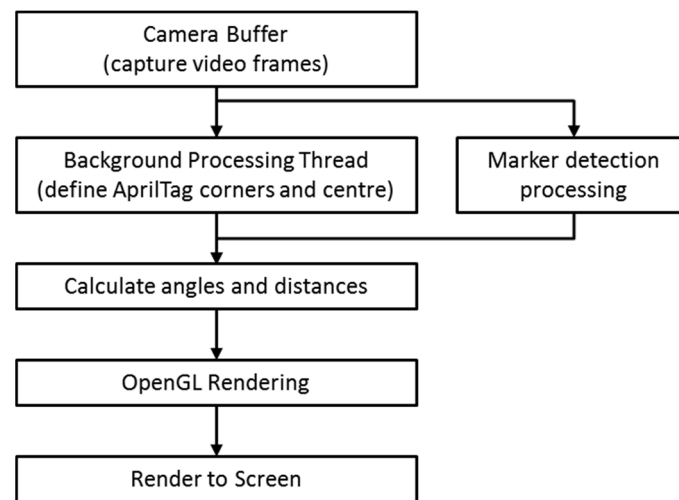 Camera Buffer
(capture video frames)
Background Processing Thread
(define AprilTag corners and centre)
Marker detection
processing
Calculate angles and distances
OpenGL Rendering
Render to Screen